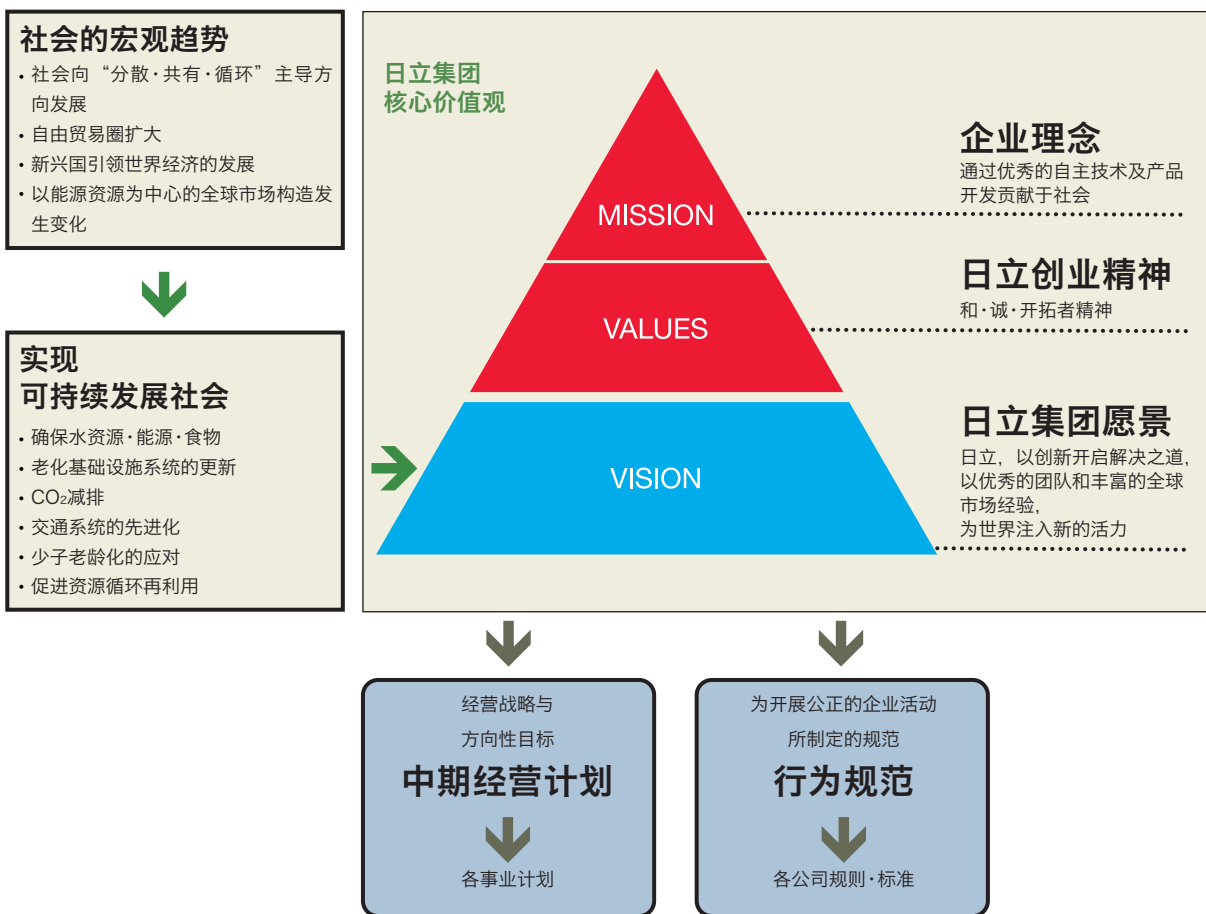 社会的宏观趋势
· 社会向“分散·共有·循环”主导方
向发展
· 自由贸易圈扩大
· 新兴国引领世界经济的发展
· 以能源资源为中心的全球市场构造发
生变化
实现
可持续发展社会
· 确保水资源·能源·食物
· 老化基础设施系统的更新
· CO₂减排
· 交通系统的先进化
· 少子老龄化的应对
· 促进资源循环再利用
日立集团
核心价值观
MISSION
企业理念
通过优秀的自主技术及产品
开发贡献于社会
VALUES
日立创业精神
和·诚·开拓者精神
VISION
日立集团愿景
日立，以创新开启解决之道，
以优秀的团队和丰富的全球
市场经验，
为世界注入新的活力
经营战略与
方向性目标
中期经营计划
各事业计划
为开展公正的企业活动
所制定的规范
行为规范
各公司规则·标准